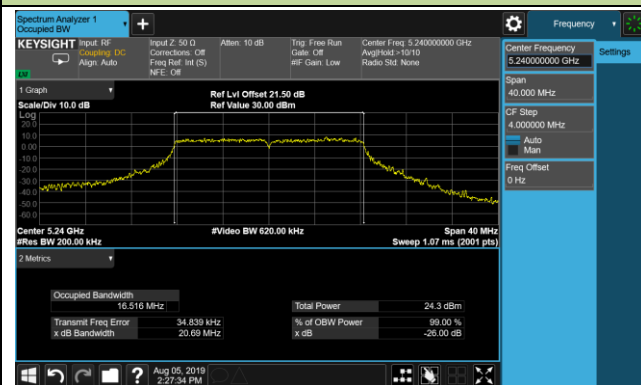 Spectrum Analyzer 1
Occupied BW
Frequency
KEYSIGHT
Input: RF
Coupling: DC
Align: Auto
Input Z: 50 Ω
Corrections: Off
Freq Ref: Int (S)
NFE: Off
Atten: 10 dB
Trig: Free Run
Gate: Off
#IF Gain: Low
Center Freq: 5.240000000 GHz
Avg|Hold:>10/10
Radio Std: None
1 Graph
Scale/Div 10.0 dB
Ref Lvl Offset 21.50 dB
Ref Value 30.00 dBm
Log
20.0
10.0
0.00
-10.0
-20.0
-30.0
-40.0
-50.0
-60.0
Center 5.24 GHz
#Res BW 200.00 kHz
#Video BW 620.00 kHz
Span 40 MHz
Sweep 1.07 ms (2001 pts)
2 Metrics
Occupied Bandwidth
16.516 MHz
Total Power 24.3 dBm
Transmit Freq Error 34.839 kHz
% of OBW Power 99.00 %
x dB Bandwidth 20.69 MHz
x dB -26.00 dB
Center Frequency
5.240000000 GHz
Settings
Span
40.000 MHz
CF Step
4.000000 MHz
Auto
Man
Freq Offset
0 Hz
?
Aug 05, 2019
2:27:34 PM